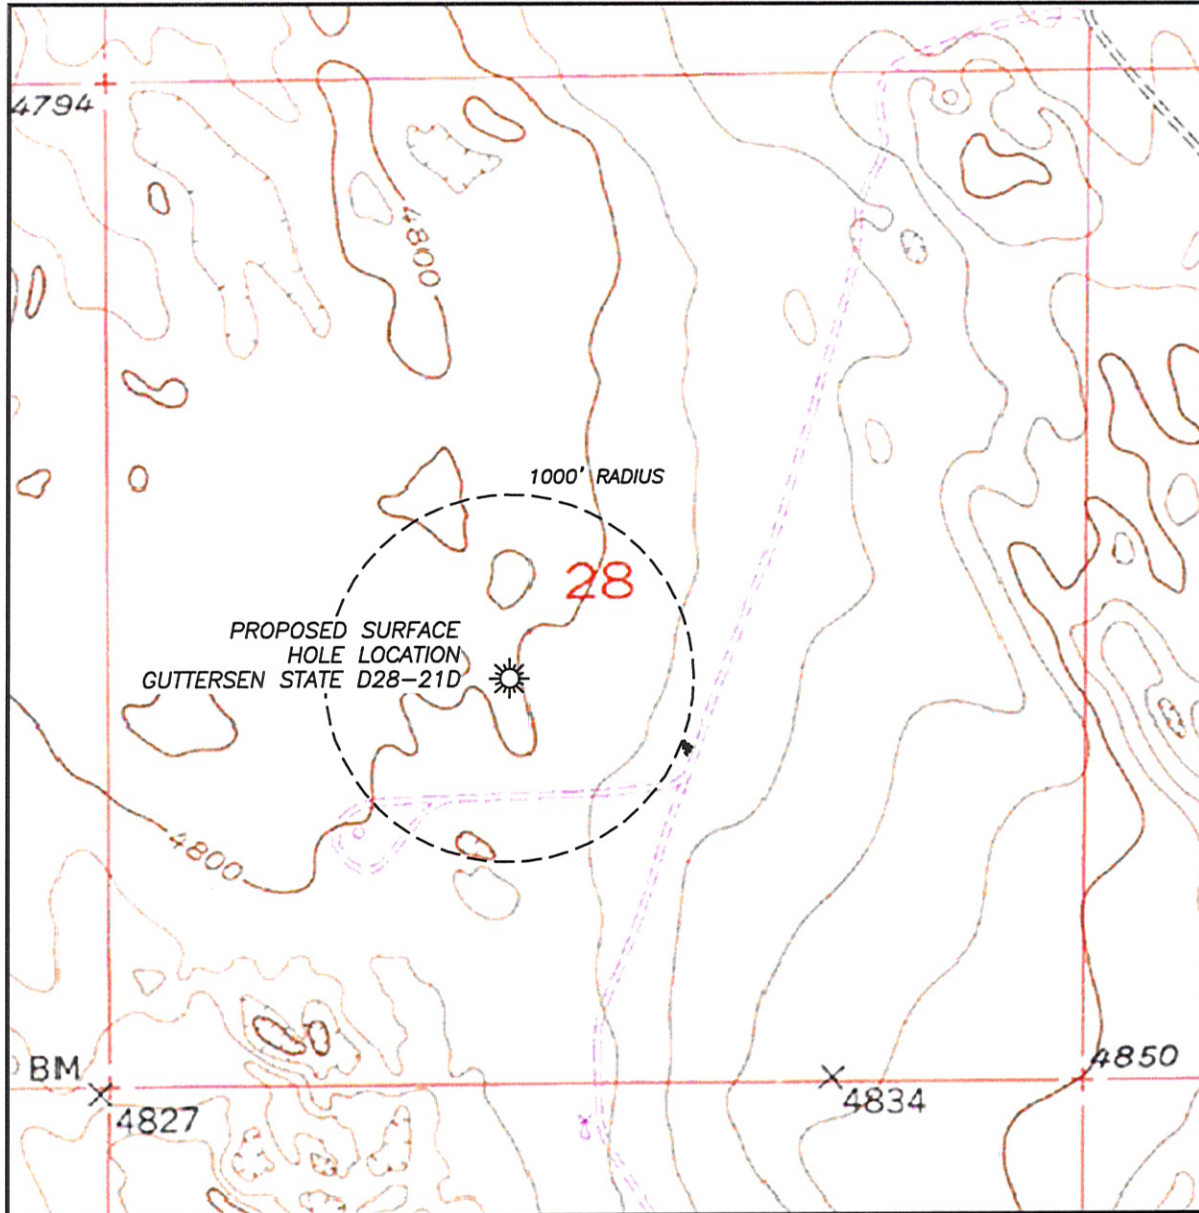 4794
4800
1000' RADIUS
28
PROPOSED SURFACE
HOLE LOCATION
GUTTERSEN STATE D28-21D
4800
BM
4827
4834
4850